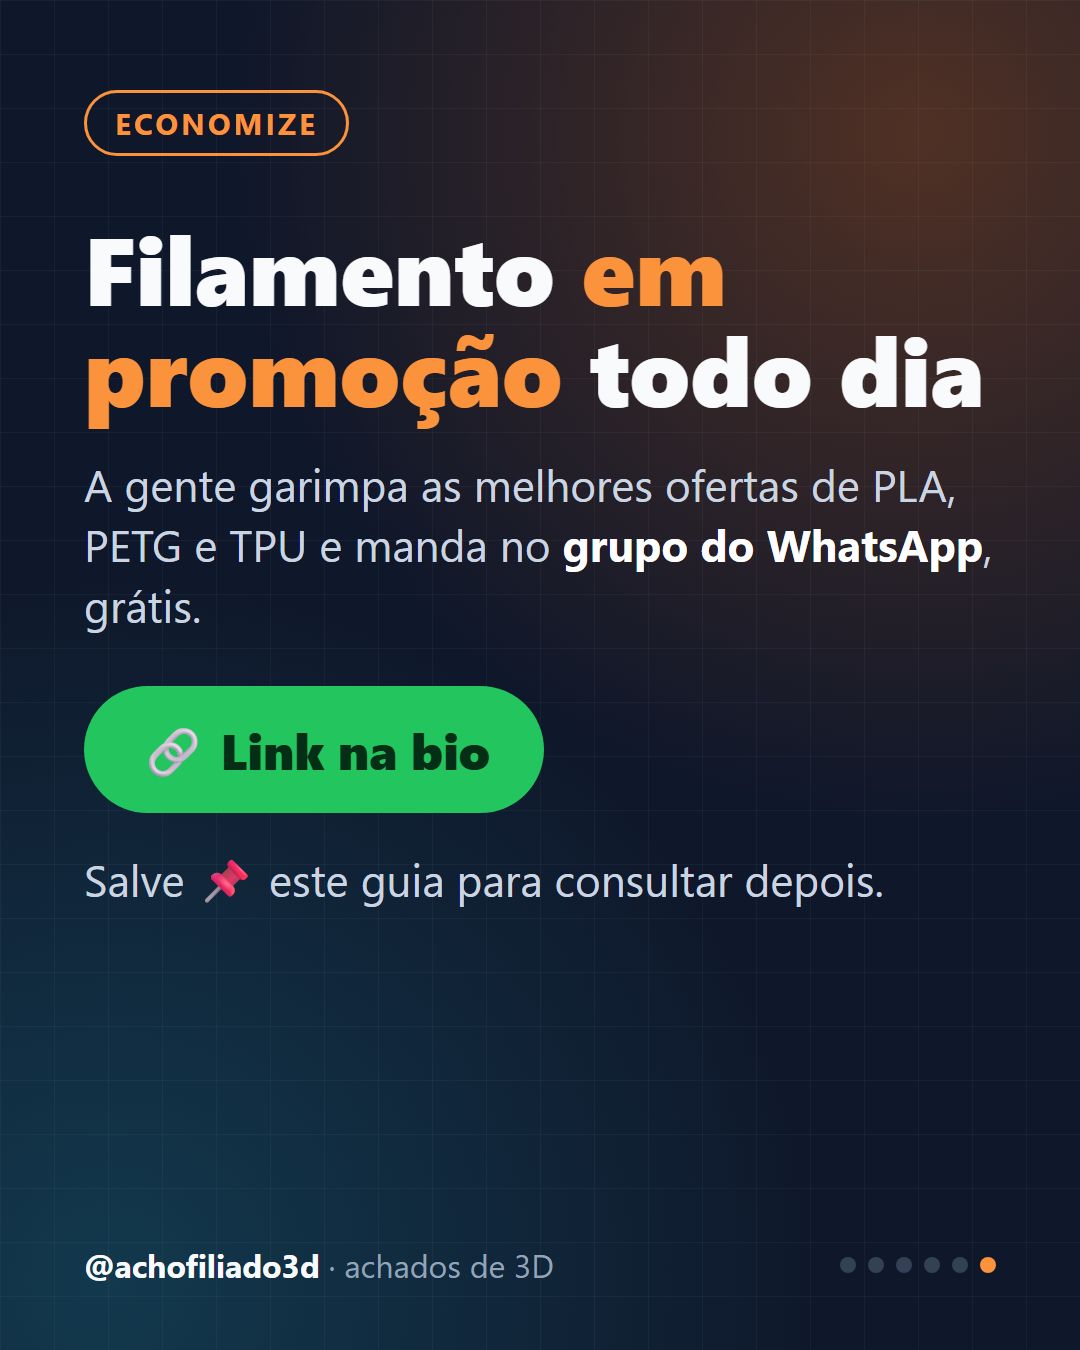 ECONOMIZE
Filamento em
promoção todo dia
A gente garimpa as melhores ofertas de PLA,
PETG e TPU e manda no grupo do WhatsApp,
grátis.
🔗 Link na bio
Salve 📌 este guia para consultar depois.
@achofiliado3d · achados de 3D